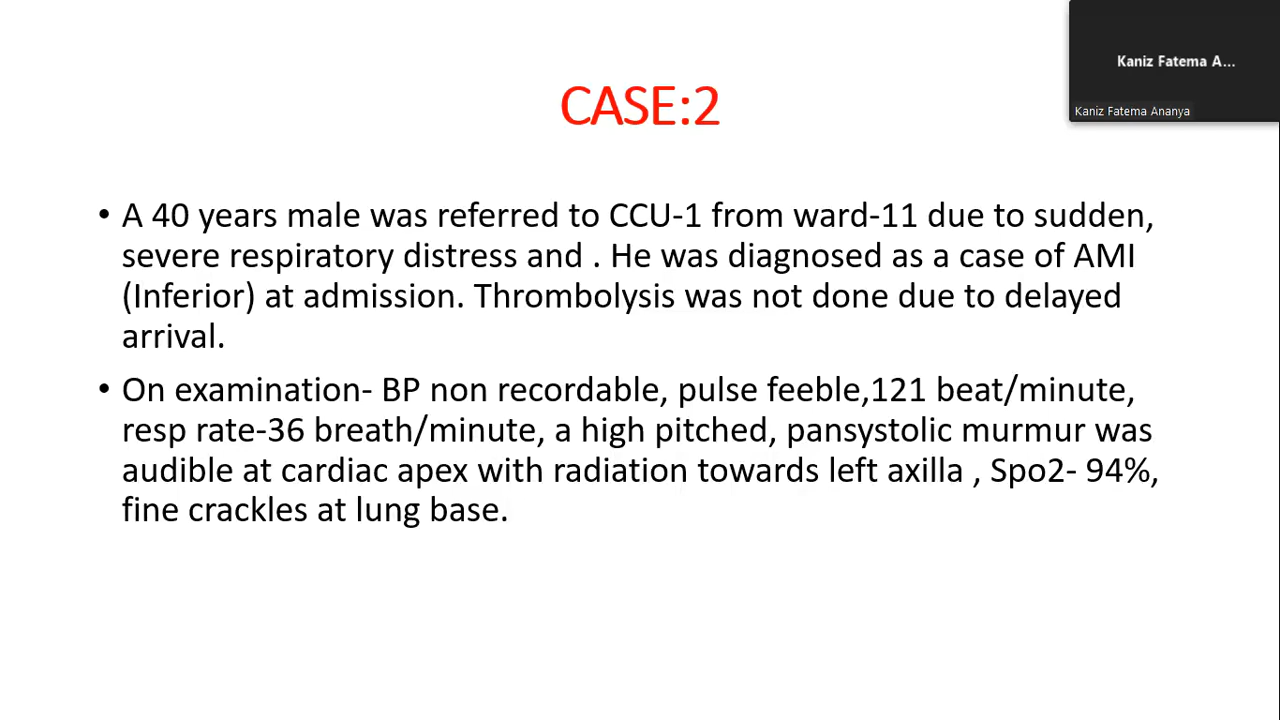 Kaniz Fatema A...
Kaniz Fatema Ananya
CASE:2
• A 40 years male was referred to CCU-1 from ward-11 due to sudden,
severe respiratory distress and . He was diagnosed as a case of AMI
(Inferior) at admission. Thrombolysis was not done due to delayed
arrival.
• On examination- BP non recordable, pulse feeble,121 beat/minute,
resp rate-36 breath/minute, a high pitched, pansystolic murmur was
audible at cardiac apex with radiation towards left axilla , Spo2- 94%,
fine crackles at lung base.